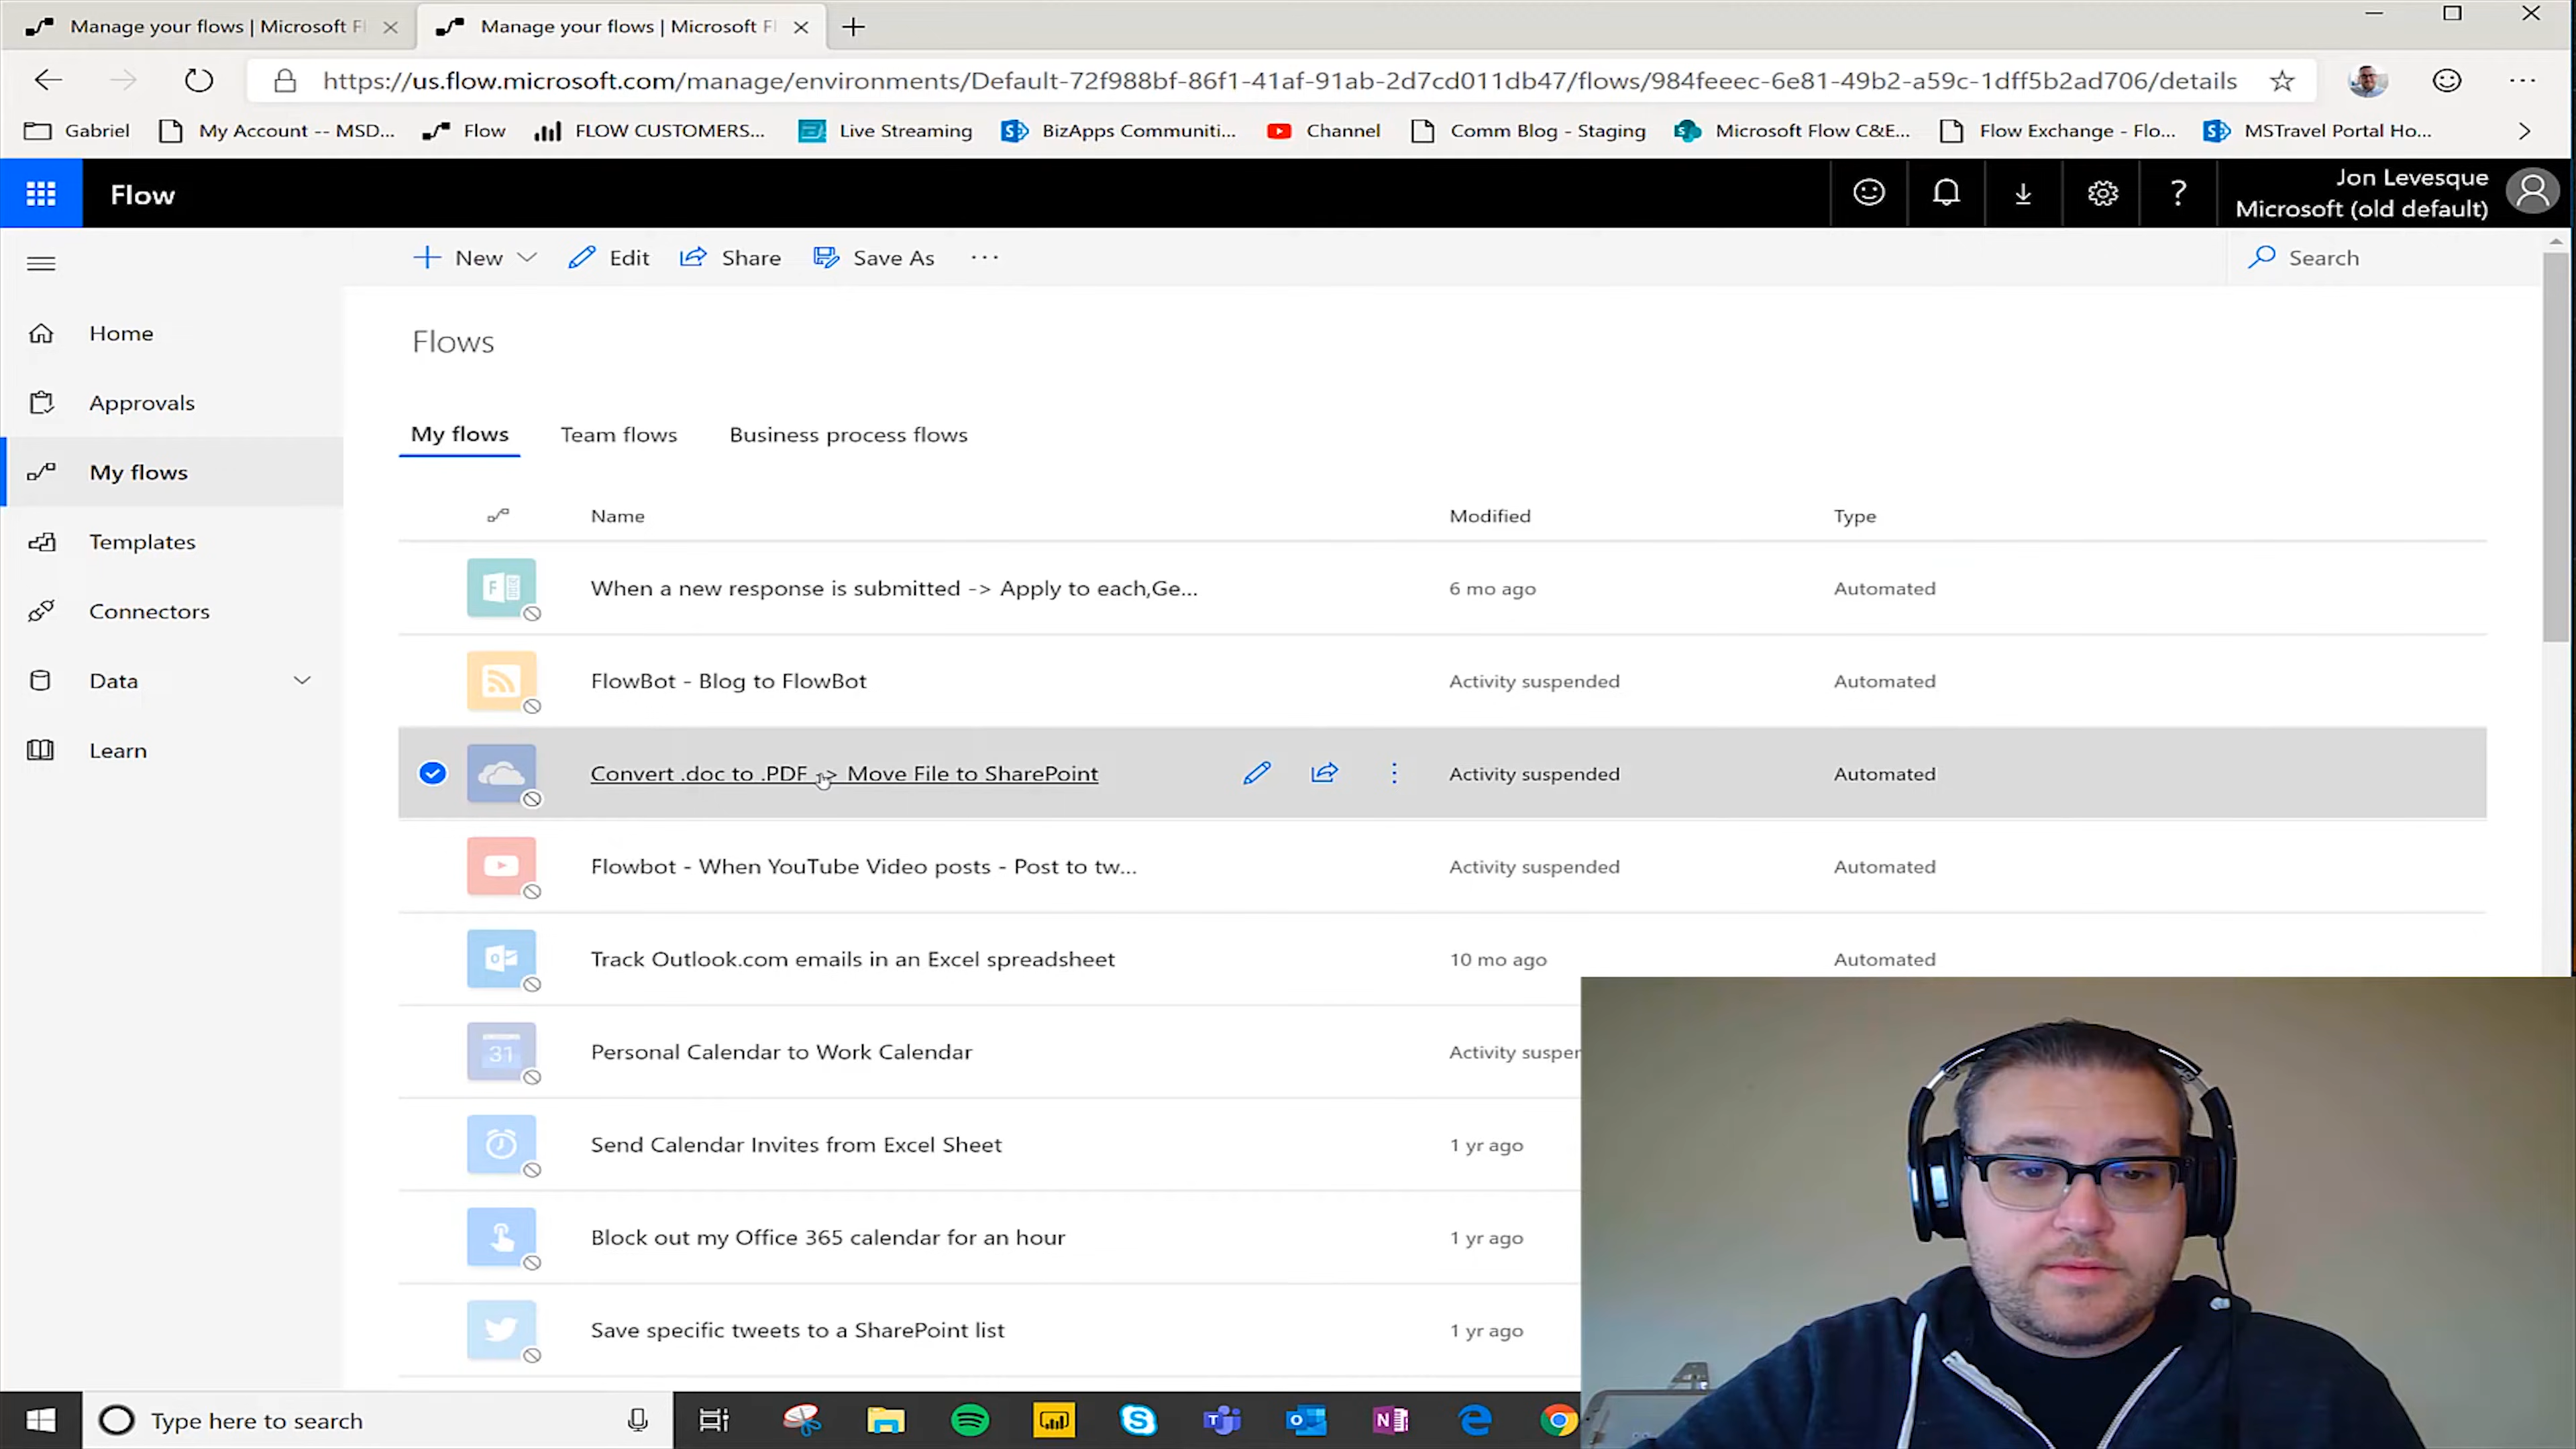 Manage your flows | Microsoft Fl
Manage your flows | Microsoft Fl
https://us.flow.microsoft.com/manage/environments/Default-72f988bf-86f1-41af-91ab-2d7cd011db47/flows/984feeec-6e81-49b2-a59c-1dff5b2ad706/details
Gabriel My Account -- MSD... Flow FLOW CUSTOMERS... Live Streaming BizApps Communiti... Channel Comm Blog - Staging Microsoft Flow C&E... Flow Exchange - Flo... MSTravel Portal Ho...
Flow
Jon Levesque
Microsoft (old default)
New Edit Share Save As ... Search
Home
Approvals
My flows
Templates
Connectors
Data
Learn
Flows
My flows Team flows Business process flows
Name Modified Type
When a new response is submitted -> Apply to each,Ge... 6 mo ago Automated
FlowBot - Blog to FlowBot Activity suspended Automated
Convert .doc to .PDF -> Move File to SharePoint Activity suspended Automated
Flowbot - When YouTube Video posts - Post to tw... Activity suspended Automated
Track Outlook.com emails in an Excel spreadsheet 10 mo ago Automated
Personal Calendar to Work Calendar Activity suspen
31
Send Calendar Invites from Excel Sheet 1 yr ago
Block out my Office 365 calendar for an hour 1 yr ago
Save specific tweets to a SharePoint list 1 yr ago
Type here to search